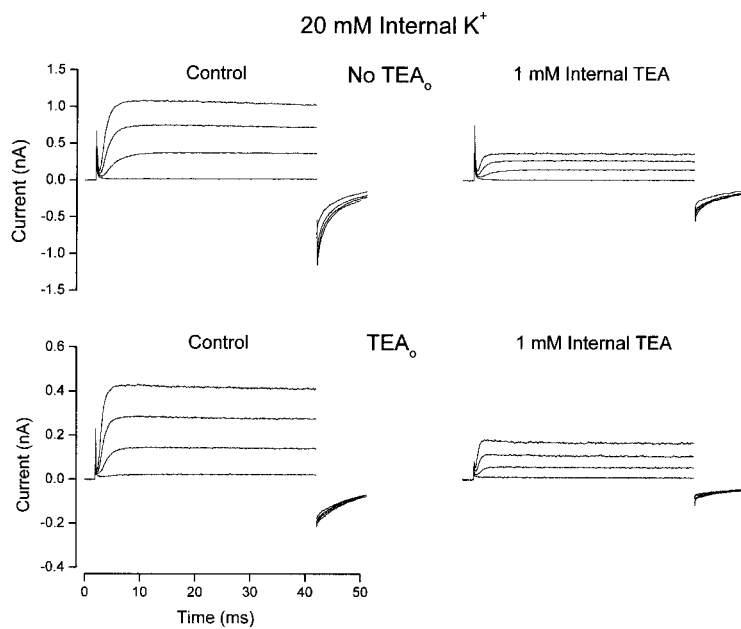 20 mM Internal K⁺
Control
No TEAₒ
1 mM Internal TEA
1.5
1.0
0.5
0.0
-0.5
-1.0
-1.5
Current (nA)
Control
TEAₒ
1 mM Internal TEA
0.6
0.4
0.2
0.0
-0.2
-0.4
Current (nA)
0 10 20 30 40 50
Time (ms)